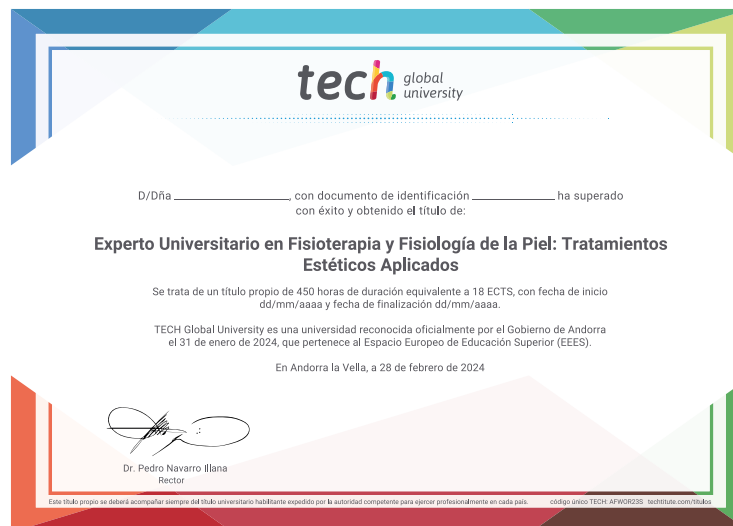 tech global university
D/Dña ____________________, con documento de identificación ______________ ha superado
con éxito y obtenido el título de:
Experto Universitario en Fisioterapia y Fisiología de la Piel: Tratamientos
Estéticos Aplicados
Se trata de un título propio de 450 horas de duración equivalente a 18 ECTS, con fecha de inicio
dd/mm/aaaa y fecha de finalización dd/mm/aaaa.
TECH Global University es una universidad reconocida oficialmente por el Gobierno de Andorra
el 31 de enero de 2024, que pertenece al Espacio Europeo de Educación Superior (EEES).
En Andorra la Vella, a 28 de febrero de 2024
Dr. Pedro Navarro Illana
Rector
Este título propio se deberá acompañar siempre del título universitario habilitante expedido por la autoridad competente para ejercer profesionalmente en cada país. código único TECH: AFWOR23S techtitute.com/titulos